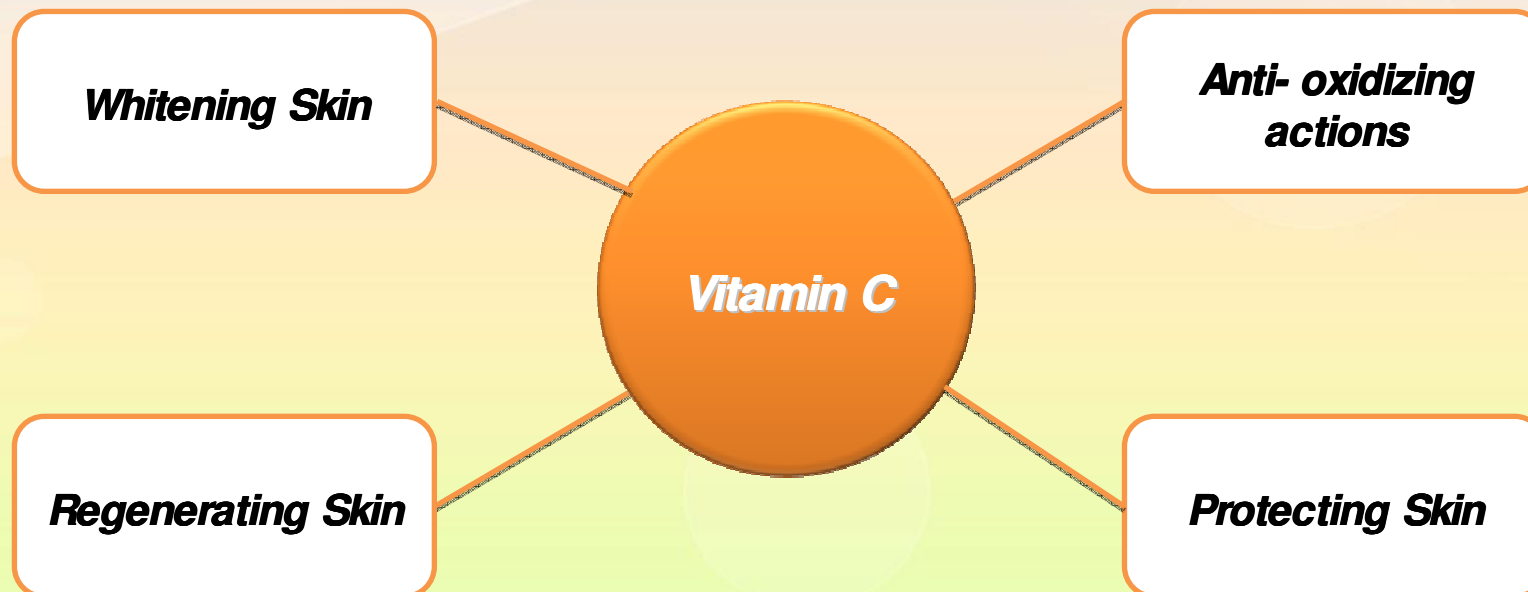 Whitening Skin
Anti- oxidizing
actions
Vitamin C
Regenerating Skin
Protecting Skin